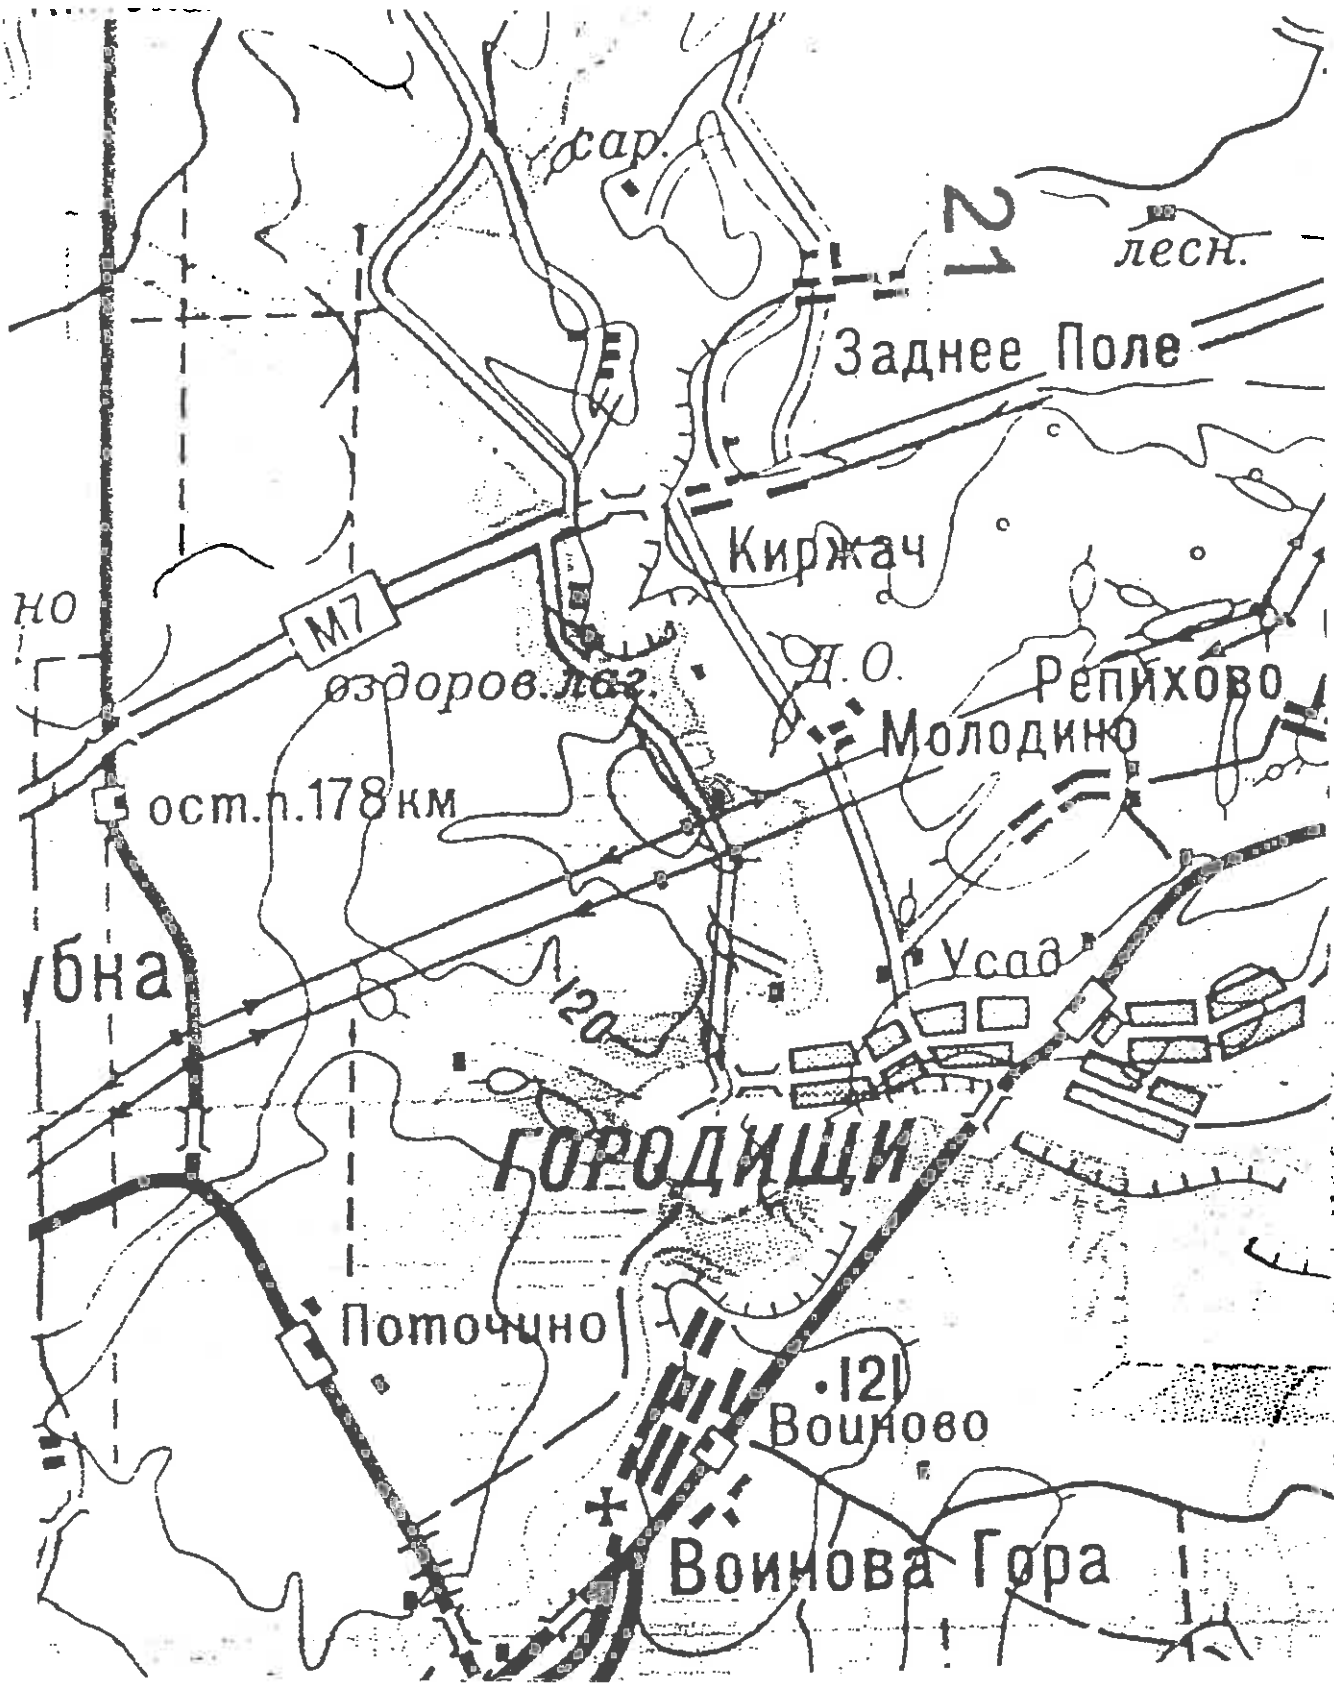 сар.
21
лесн.
Заднее Поле
Киржач
но
М7
оздоров. лаг.
Д.О.
Репихово
Молодино
ост.п.178 км
бна
Усад
120
ГОРОДИЩИ
Поточино
.121
Воиново
Воинова Гора